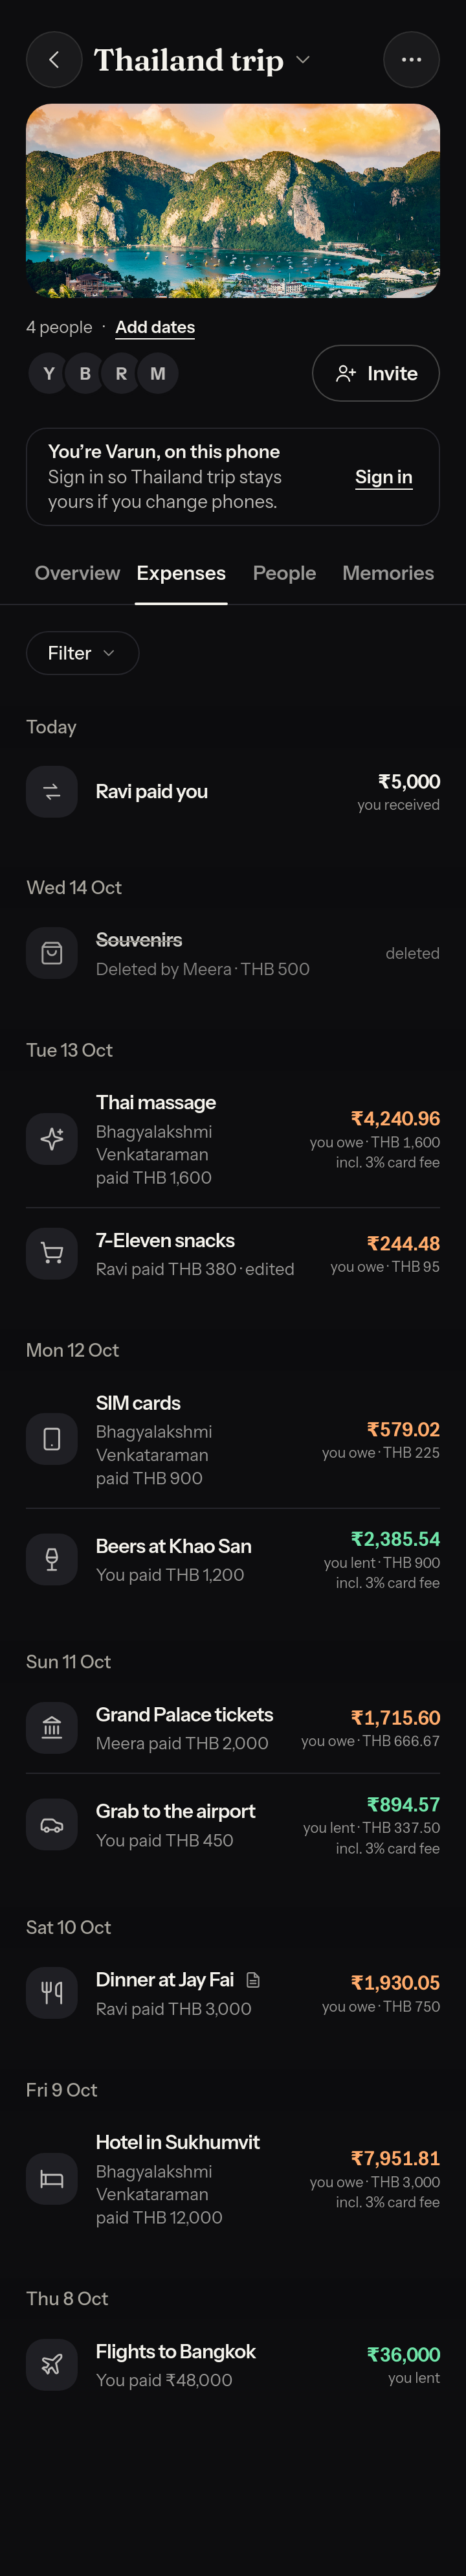 Thailand trip
4 people · Add dates
Y B R M
Invite
You’re Varun, on this phone
Sign in so Thailand trip stays
yours if you change phones.
Sign in
Overview Expenses People Memories
Filter
Today
Ravi paid you
₹5,000
you received
Wed 14 Oct
Souvenirs
Deleted by Meera · THB 500
deleted
Tue 13 Oct
Thai massage
Bhagyalakshmi
Venkataraman
paid THB 1,600
₹4,240.96
you owe · THB 1,600
incl. 3% card fee
7-Eleven snacks
Ravi paid THB 380 · edited
₹244.48
you owe · THB 95
Mon 12 Oct
SIM cards
Bhagyalakshmi
Venkataraman
paid THB 900
₹579.02
you owe · THB 225
Beers at Khao San
You paid THB 1,200
₹2,385.54
you lent · THB 900
incl. 3% card fee
Sun 11 Oct
Grand Palace tickets
Meera paid THB 2,000
₹1,715.60
you owe · THB 666.67
Grab to the airport
You paid THB 450
₹894.57
you lent · THB 337.50
incl. 3% card fee
Sat 10 Oct
Dinner at Jay Fai
Ravi paid THB 3,000
₹1,930.05
you owe · THB 750
Fri 9 Oct
Hotel in Sukhumvit
Bhagyalakshmi
Venkataraman
paid THB 12,000
₹7,951.81
you owe · THB 3,000
incl. 3% card fee
Thu 8 Oct
Flights to Bangkok
You paid ₹48,000
₹36,000
you lent